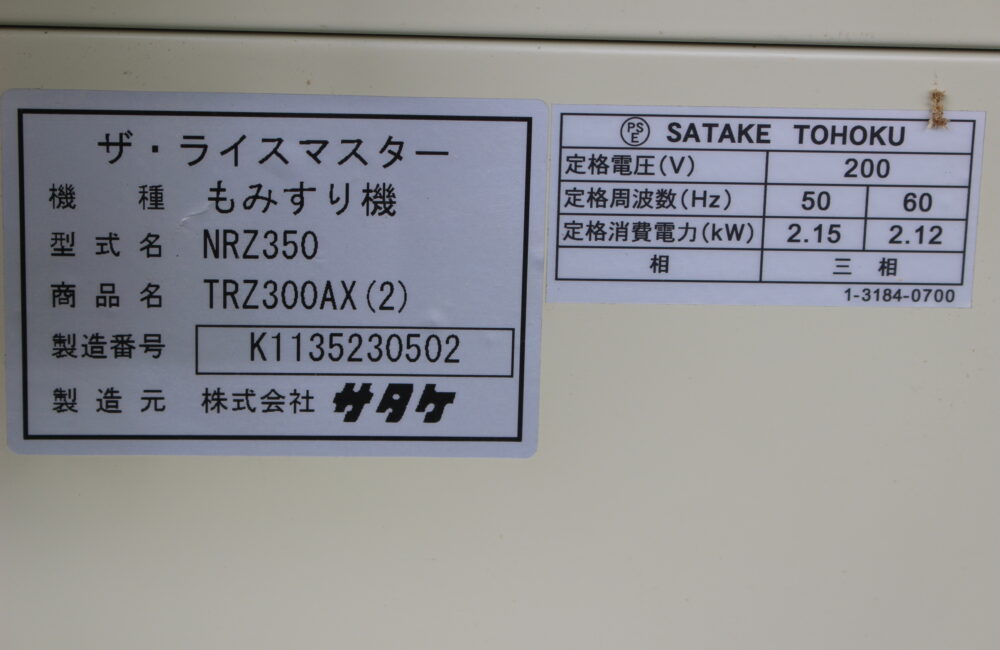 ザ・ライスマスター
機種 もみすり機
型式名 NRZ350
商品名 TRZ300AX(2)
製造番号 K1135230502
製造元 株式会社 サタケ
PSE SATAKE TOHOKU
定格電圧(V) 200
定格周波数(Hz) 50 60
定格消費電力(kW) 2.15 2.12
相 三相
1-3184-0700